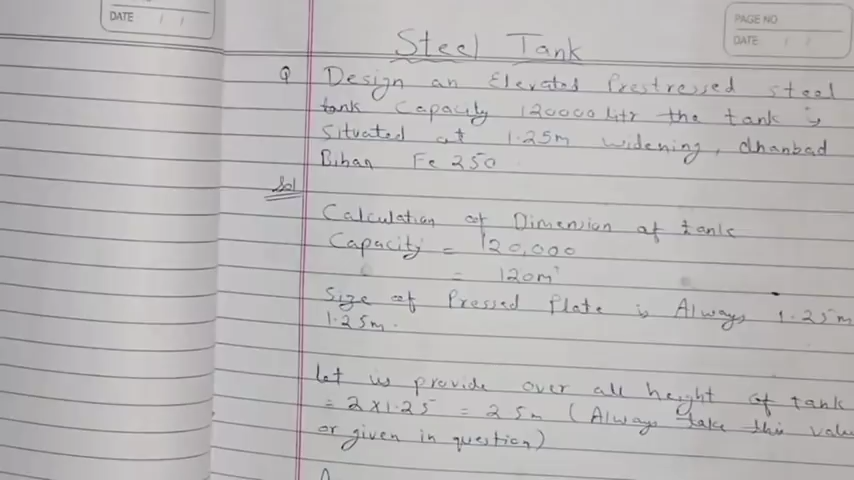 DATE / /
PAGE NO
DATE / /
Steel Tank
Q Design an Elevated Prestressed steel
tank Capacity 120000 litr the tank is
situated at 1.25m widening, dhanbad
Bihar Fe 250
Sol
Calculation of Dimension of tank
Capacity = 120,000
= 120m³
Size of Pressed Plate is Always 1.25m
1.25m.
Let us provide over all height of tank
= 2x1.25 = 2.5m (Always take this value
or given in question)